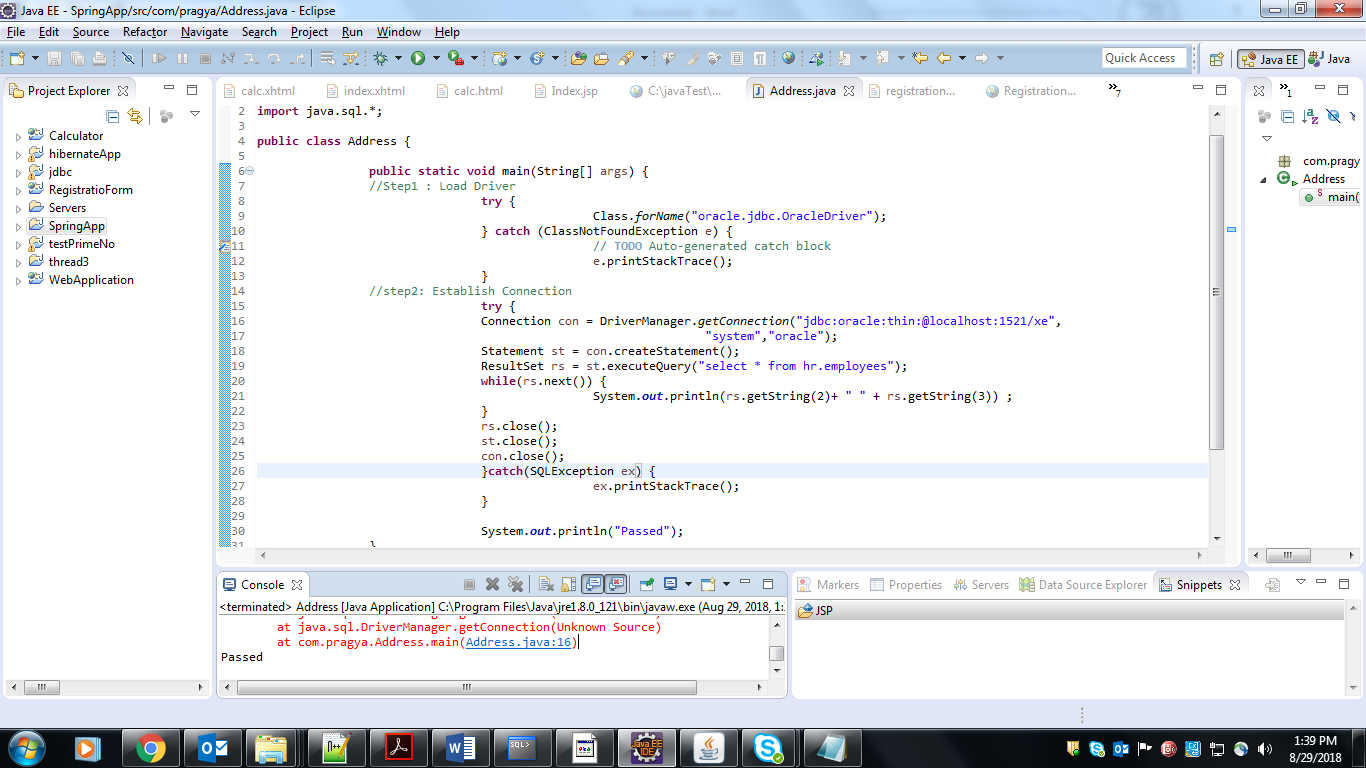 Java EE - SpringApp/src/com/pragya/Address.java - Eclipse
File Edit Source Refactor Navigate Search Project Run Window Help
Quick Access
Java EE
Java
Project Explorer
Calculator
hibernateApp
jdbc
RegistratioForm
Servers
SpringApp
testPrimeNo
thread3
WebApplication
calc.xhtml index.xhtml calc.html Index.jsp C:\javaTest\... Address.java registration... Registration... »7
2 import java.sql.*;
3
4 public class Address {
5
6 public static void main(String[] args) {
7 //Step1 : Load Driver
8 try {
9 Class.forName("oracle.jdbc.OracleDriver");
10 } catch (ClassNotFoundException e) {
11 // TODO Auto-generated catch block
12 e.printStackTrace();
13 }
14 //step2: Establish Connection
15 try {
16 Connection con = DriverManager.getConnection("jdbc:oracle:thin:@localhost:1521/xe",
17 "system","oracle");
18 Statement st = con.createStatement();
19 ResultSet rs = st.executeQuery("select * from hr.employees");
20 while(rs.next()) {
21 System.out.println(rs.getString(2)+ " " + rs.getString(3)) ;
22 }
23 rs.close();
24 st.close();
25 con.close();
26 }catch(SQLException ex) {
27 ex.printStackTrace();
28 }
29
30 System.out.println("Passed");
31 }
»1
com.pragy
Address
main(
Console
<terminated> Address [Java Application] C:\Program Files\Java\jre1.8.0_121\bin\javaw.exe (Aug 29, 2018, 1:
at java.sql.DriverManager.getConnection(Unknown Source)
at com.pragya.Address.main(Address.java:16)
Passed
Markers Properties Servers Data Source Explorer Snippets
JSP
1:39 PM
8/29/2018